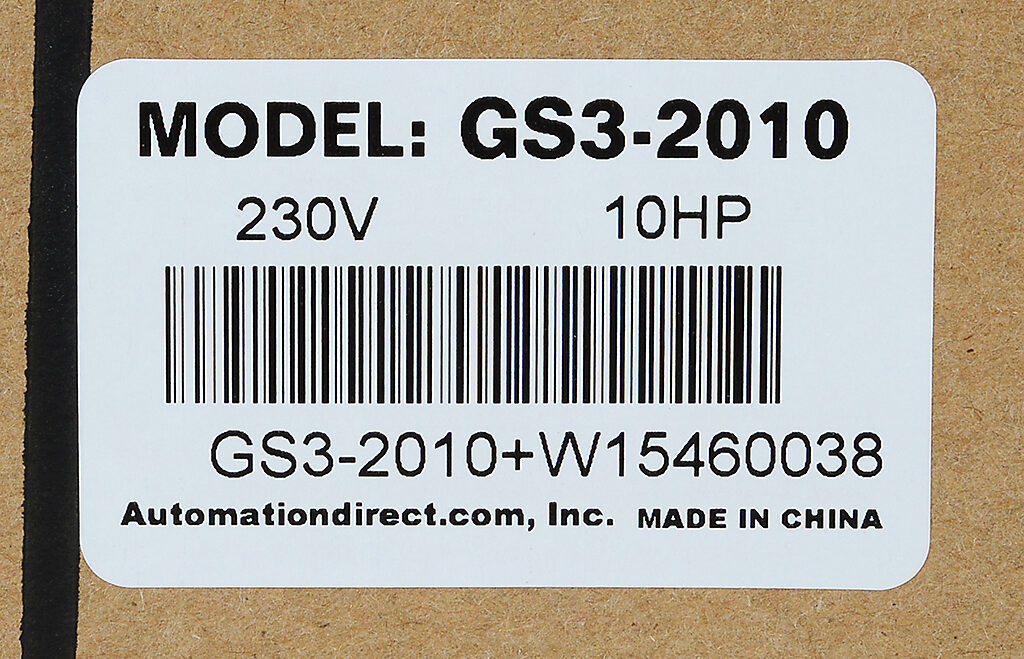 MODEL: GS3-2010
230V 10HP
GS3-2010+W15460038
Automationdirect.com, Inc. MADE IN CHINA